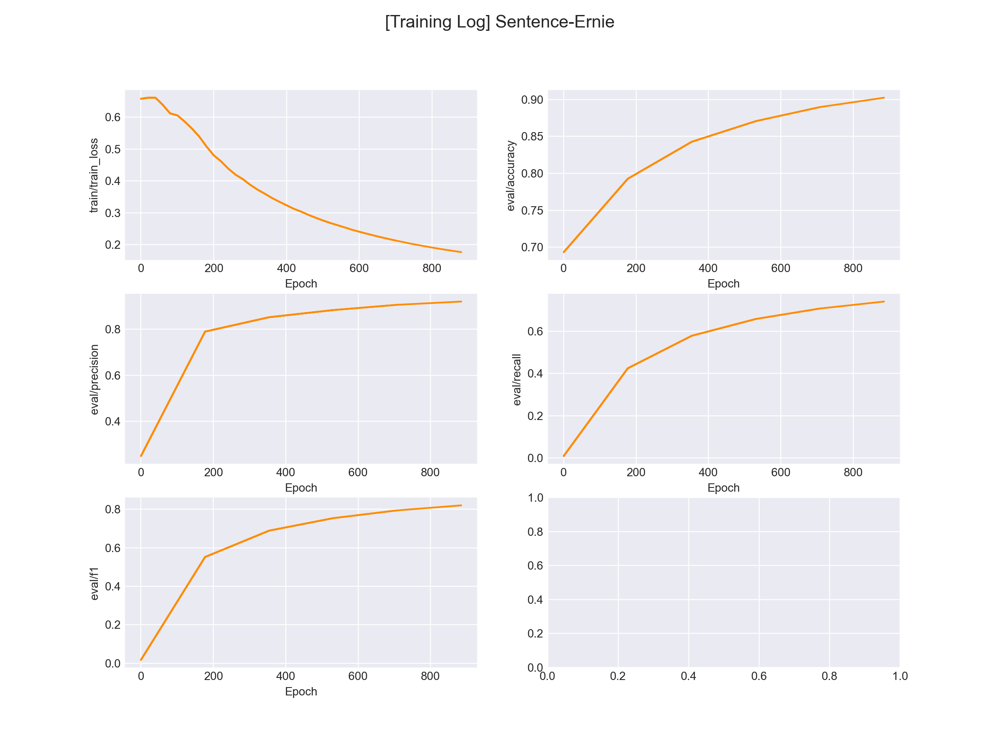 [Training Log] Sentence-Ernie
train/train_loss
0.6
0.5
0.4
0.3
0.2
0 200 400 600 800
Epoch
eval/accuracy
0.90
0.85
0.80
0.75
0.70
0 200 400 600 800
Epoch
eval/precision
0.8
0.6
0.4
0 200 400 600 800
Epoch
eval/recall
0.6
0.4
0.2
0.0
0 200 400 600 800
Epoch
eval/f1
0.8
0.6
0.4
0.2
0.0
0 200 400 600 800
Epoch
1.0
0.8
0.6
0.4
0.2
0.0
0.0 0.2 0.4 0.6 0.8 1.0